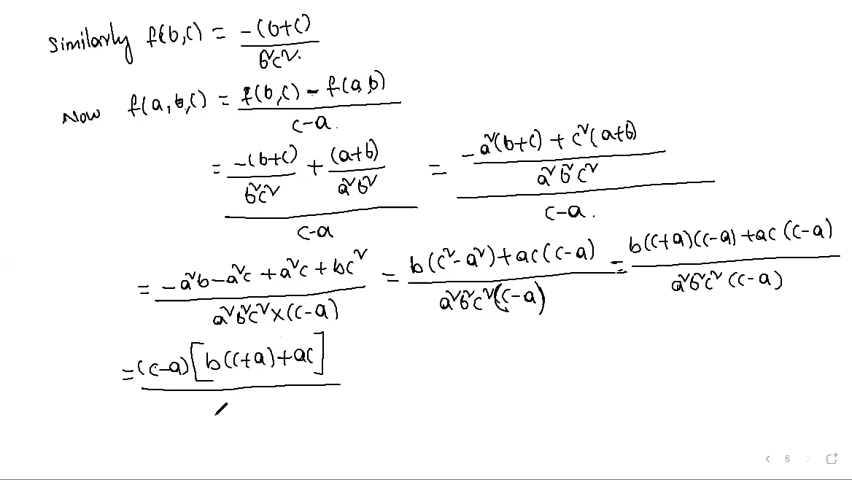 Similarly f(b,c) = -(b+c) / b²c².
Now f(a,b,c) = f(b,c) - f(a,b) / c-a.
= -(b+c) / b²c² + (a+b) / a²b² / c-a = -a²(b+c) + c²(a+b) / a²b²c² / c-a.
= -a²b - a²c + a²c + bc² / a²b²c² × (c-a) = b(c² - a²) + ac(c-a) / a²b²c²(c-a) = b(c+a)(c-a) + ac(c-a) / a²b²c²(c-a)
= (c-a)[b(c+a) + ac] /
6